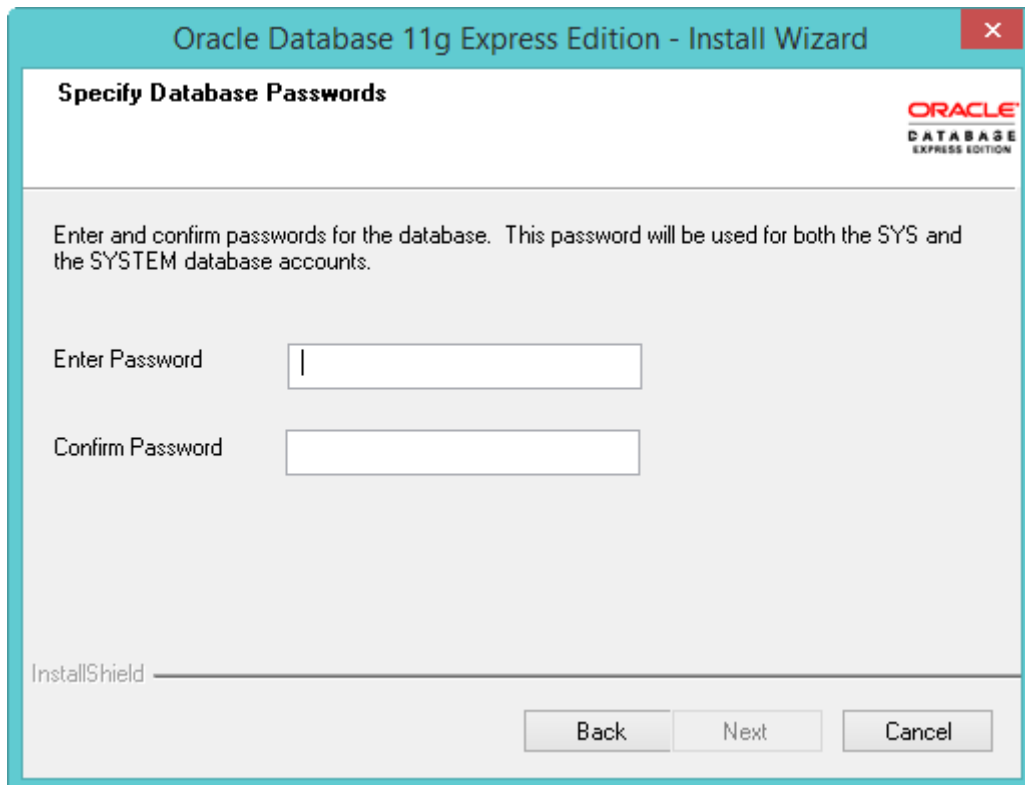 Oracle Database 11g Express Edition - Install Wizard
Specify Database Passwords
ORACLE
DATABASE
EXPRESS EDITION
Enter and confirm passwords for the database.  This password will be used for both the SYS and
the SYSTEM database accounts.
Enter Password
Confirm Password
InstallShield
Back Next Cancel